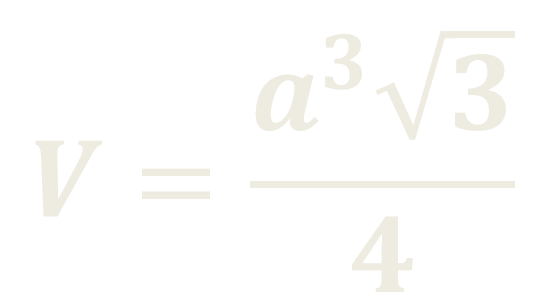 V = a³√3 / 4